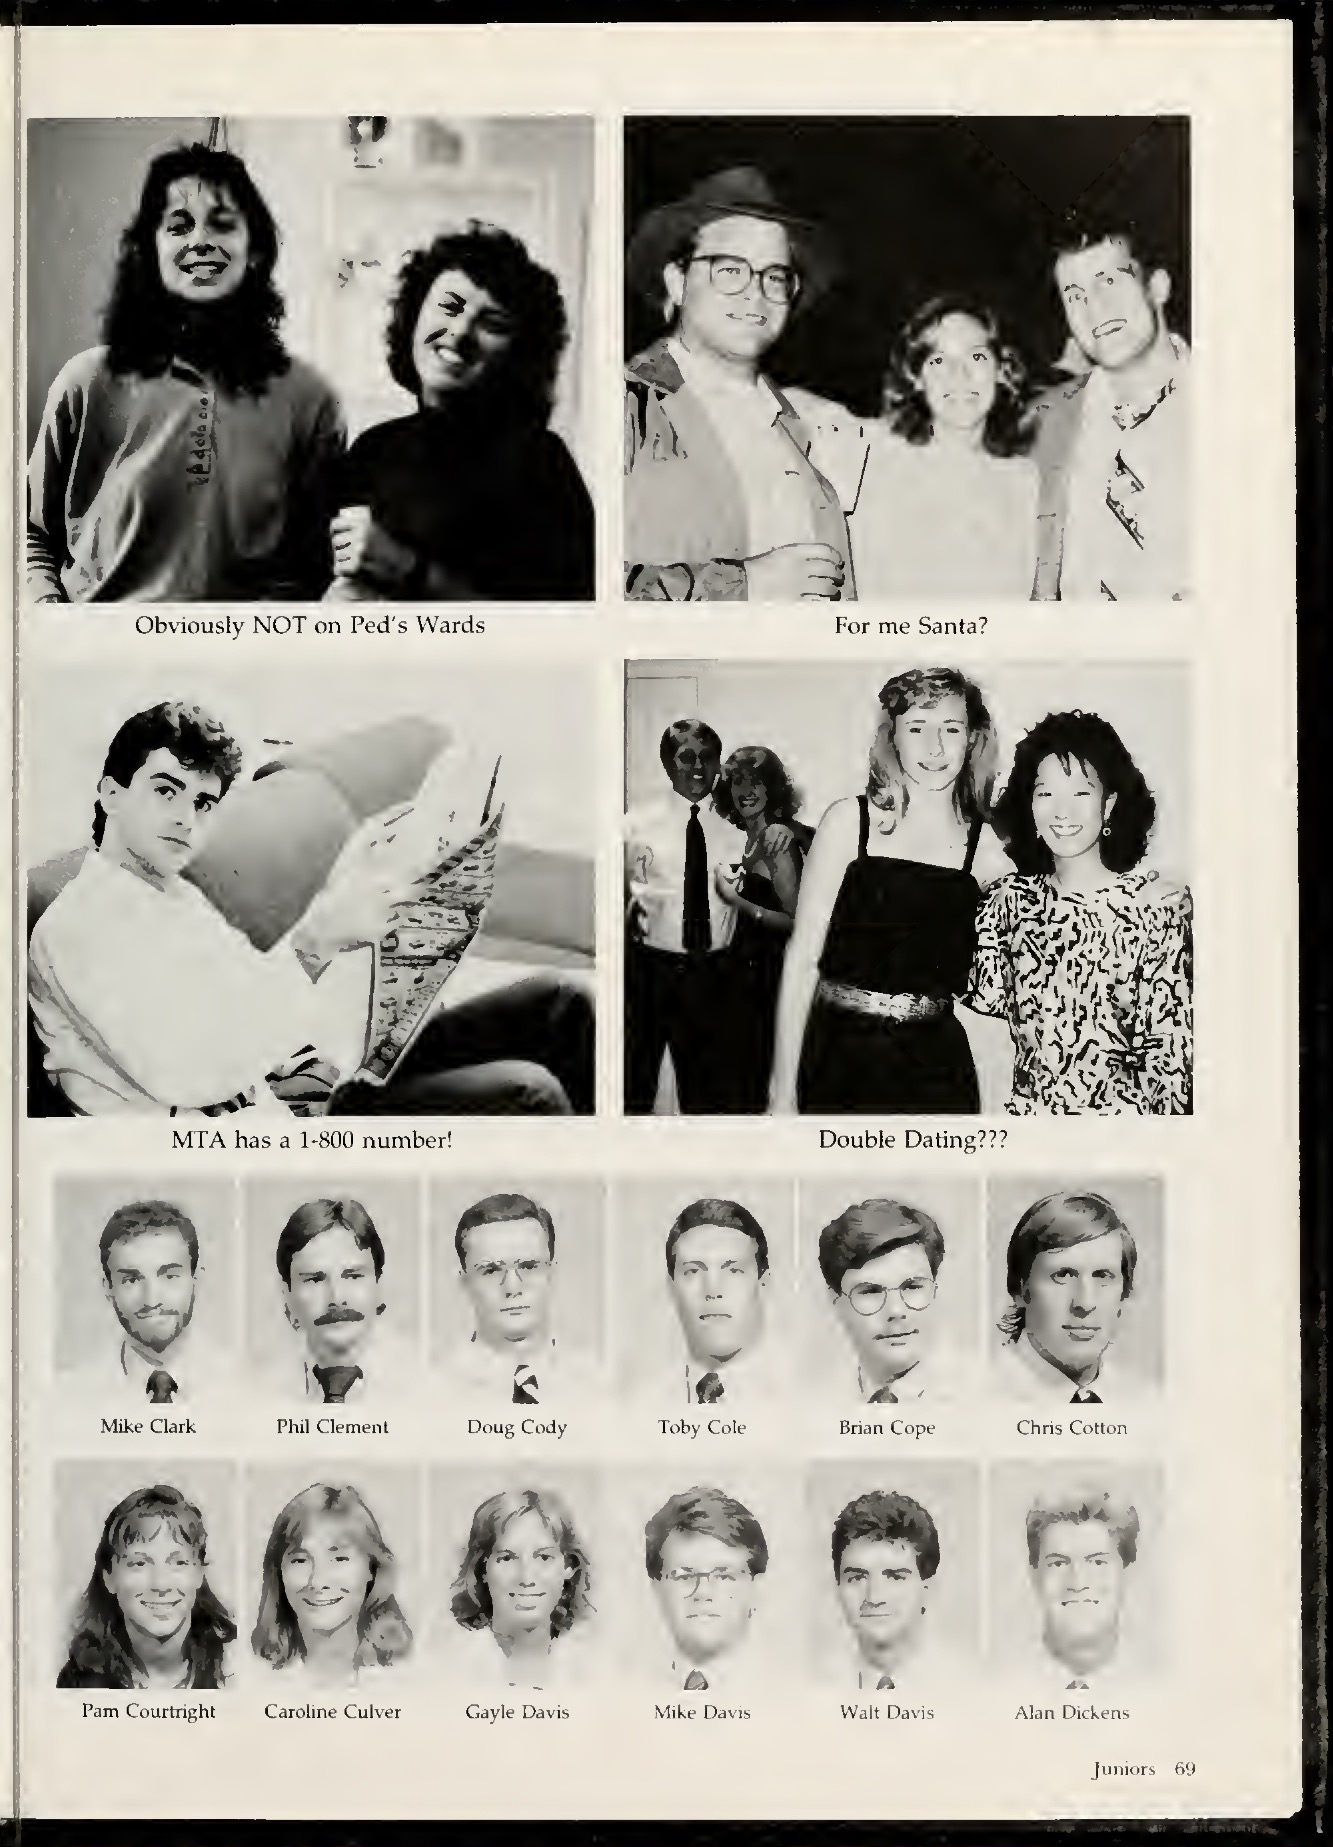 Obviously NOT on Ped's Wards
For me Santa?
MTA has a 1-800 number!
Double Dating???
Mike Clark
Phil Clement
Doug Cody
Toby Cole
Brian Cope
Chris Cotton
Pam Courtright
Caroline Culver
Gayle Davis
Mike Davis
Walt Davis
Alan Dickens
Juniors 69